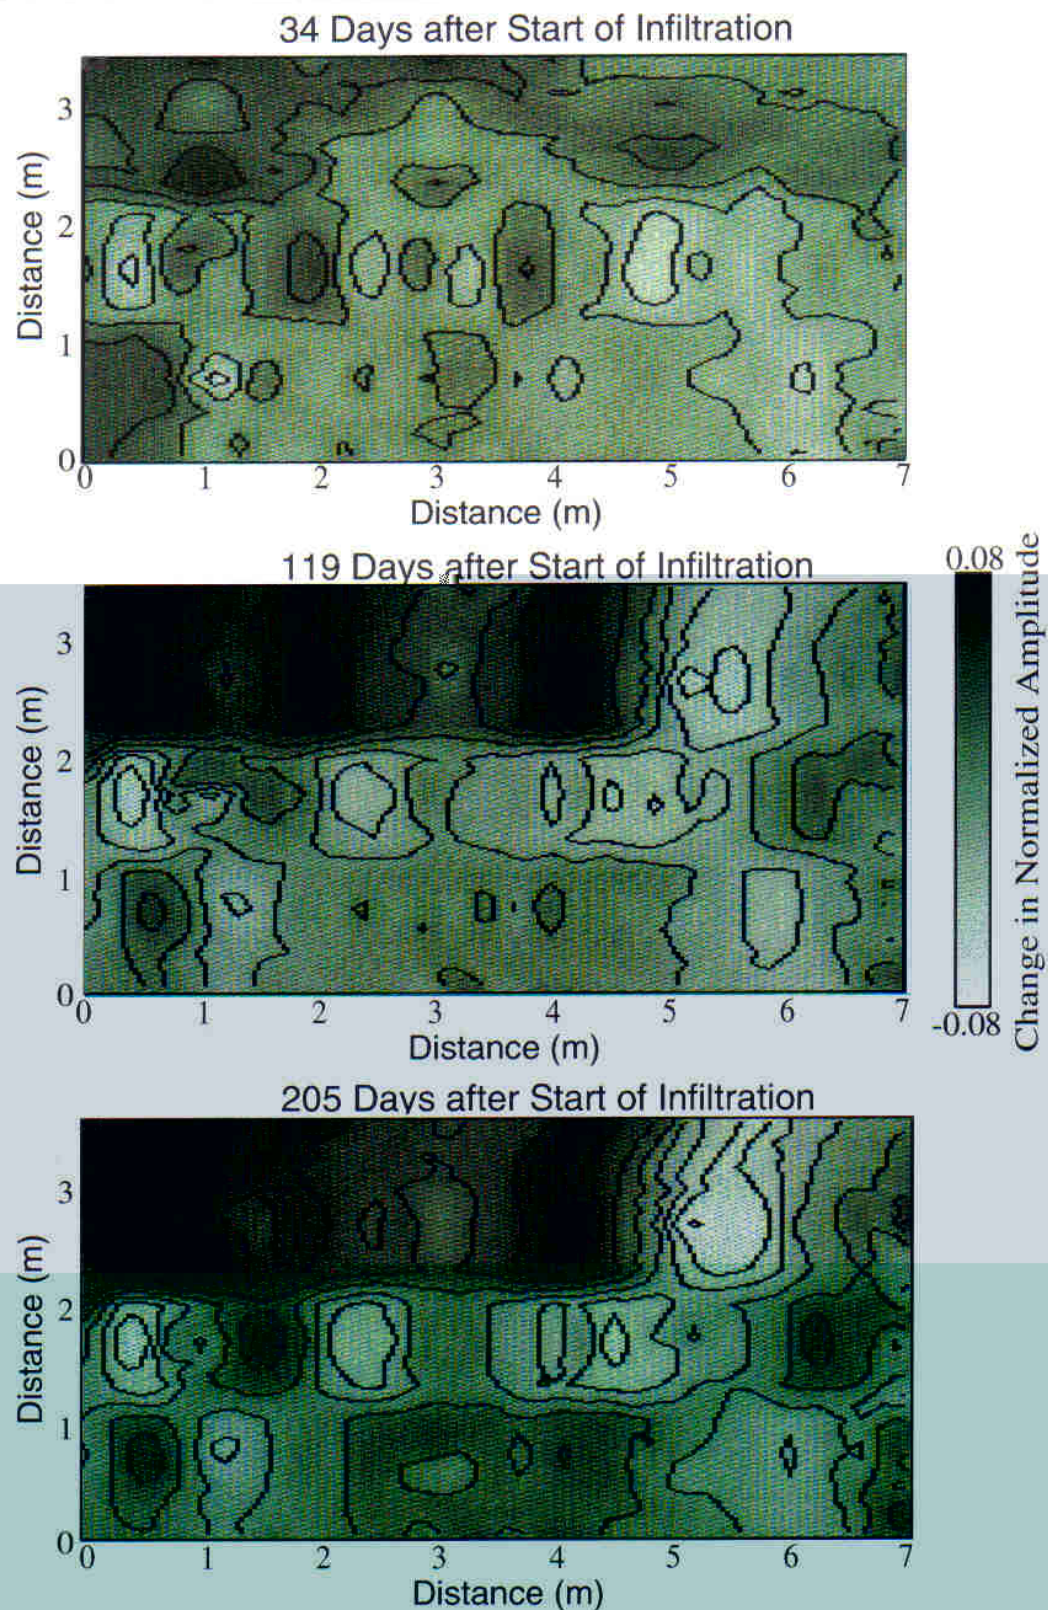 34 Days after Start of Infiltration
3
2
1
0
Distance (m)
0 1 2 3 4 5 6 7
Distance (m)
119 Days after Start of Infiltration
3
2
1
0
Distance (m)
0 1 2 3 4 5 6 7
Distance (m)
0.08
-0.08
Change in Normalized Amplitude
205 Days after Start of Infiltration
3
2
1
0
Distance (m)
0 1 2 3 4 5 6 7
Distance (m)